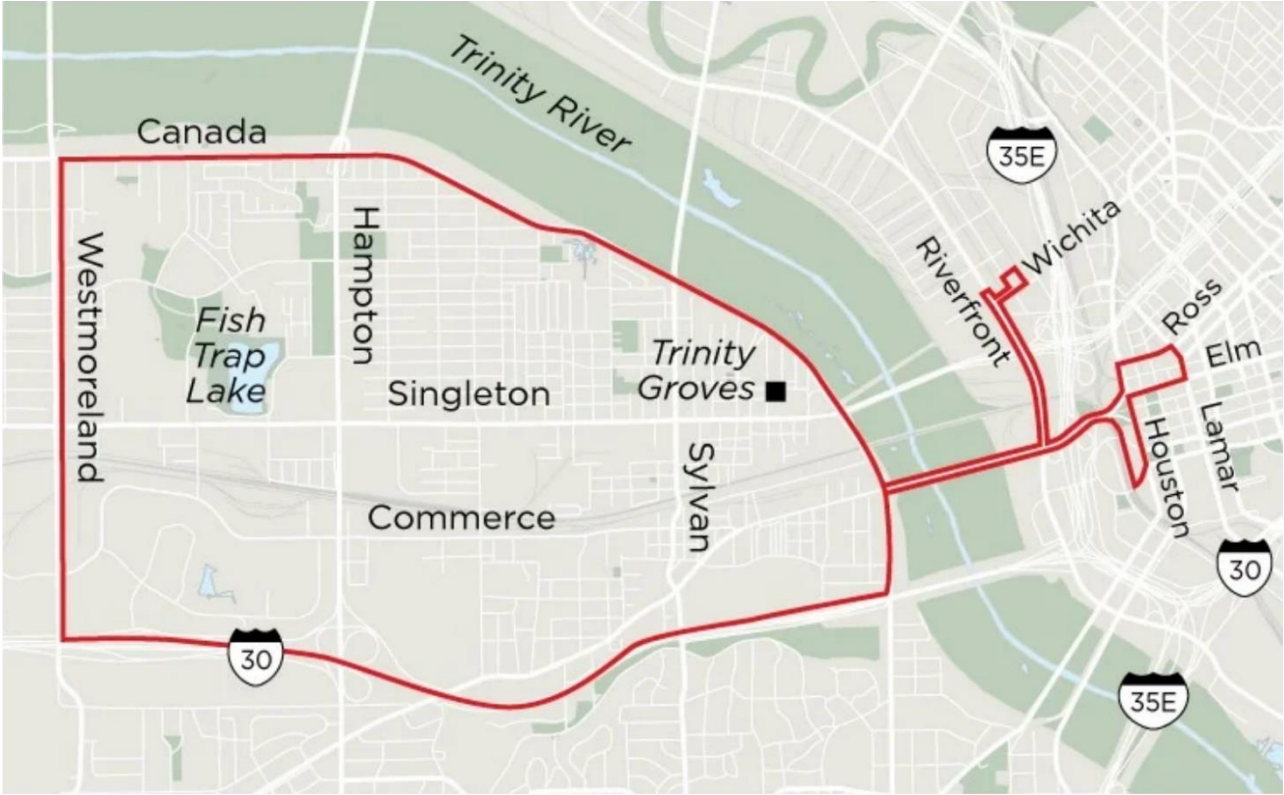 Trinity River
Canada
35E
Wichita
Westmoreland
Hampton
Riverfront
Ross
Fish
Trap
Lake
Trinity
Groves
Elm
Singleton
Lamar
Houston
Sylvan
Commerce
30
30
35E